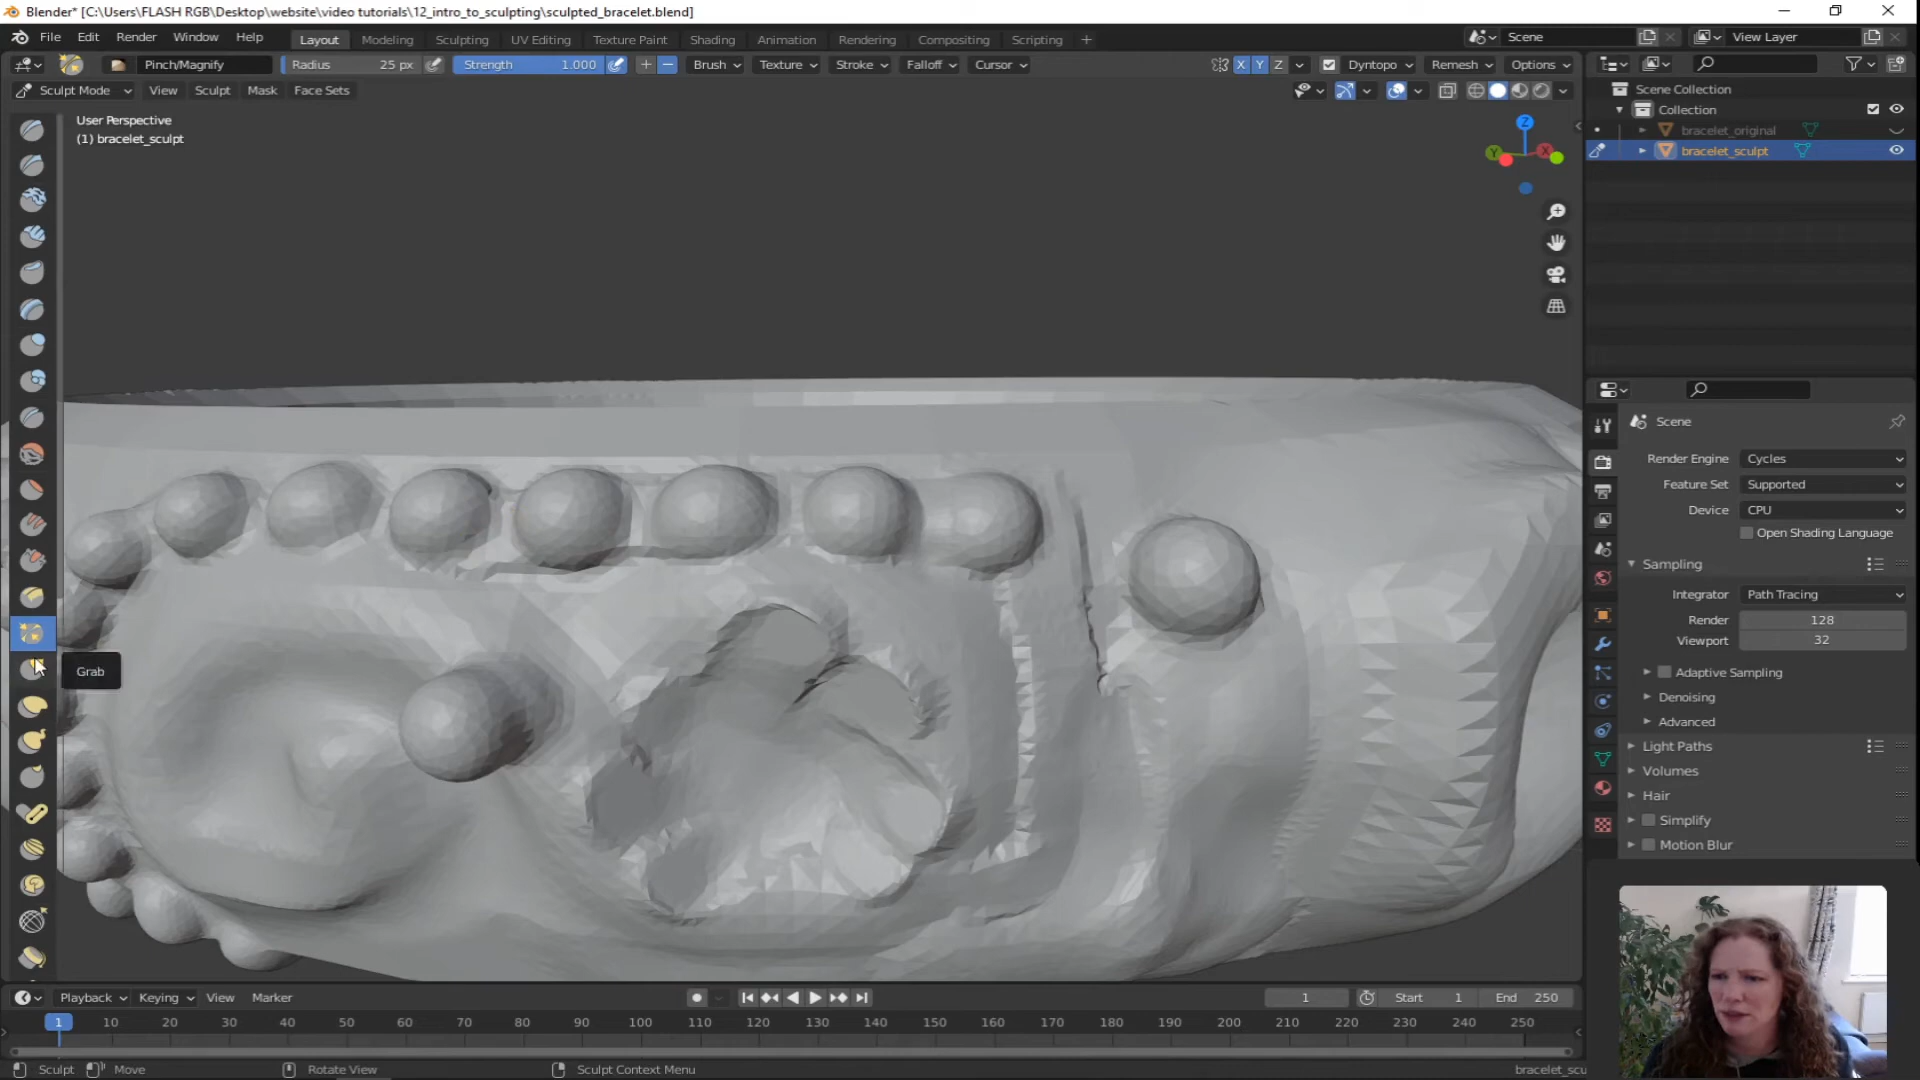 Blender* [C:\Users\FLASH RGB\Desktop\website\video tutorials\12_intro_to_sculpting\sculpted_bracelet.blend]
File Edit Render Window Help Layout Modeling Sculpting UV Editing Texture Paint Shading Animation Rendering Compositing Scripting + Scene View Layer
Pinch/Magnify Radius 25 px Strength 1.000 Brush Texture Stroke Falloff Cursor X Y Z Dyntopo Remesh Options
Sculpt Mode View Sculpt Mask Face Sets
Scene Collection
Collection
bracelet_original
bracelet_sculpt
User Perspective
(1) bracelet_sculpt
Z
Y X
Grab
Scene
Render Engine Cycles
Feature Set Supported
Device CPU
Open Shading Language
Sampling
Integrator Path Tracing
Render 128
Viewport 32
Adaptive Sampling
Denoising
Advanced
Light Paths
Volumes
Hair
Simplify
Motion Blur
Playback Keying View Marker 1 Start 1 End 250
1 10 20 30 40 50 60 70 80 90 100 110 120 130 140 150 160 170 180 190 200 210 220 230 240 250
Sculpt Move Rotate View Sculpt Context Menu bracelet_scu